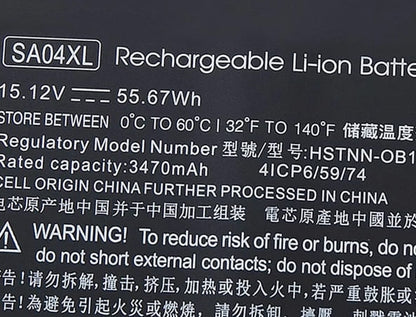 SA04XL Rechargeable Li-ion Batte
15.12V ⎓ 55.67Wh
STORE BETWEEN 0°C TO 60°C | 32°F TO 140°F 储藏温度
Regulatory Model Number 型號/型号: HSTNN-OB1
Rated capacity: 3470mAh 4ICP6/59/74
CELL ORIGIN CHINA FURTHER PROCESSED IN CHINA
电芯原产地中国并于中国加工组装 電芯原產地中國並於
WARNING! To reduce risk of fire or burns, do n
do not short external contacts; do not dispose of
告！请勿拆解，撞击，挤压，加热或投入火中，若严重鼓胀
告！為避免引起火災或燃燒，請勿拆卸、